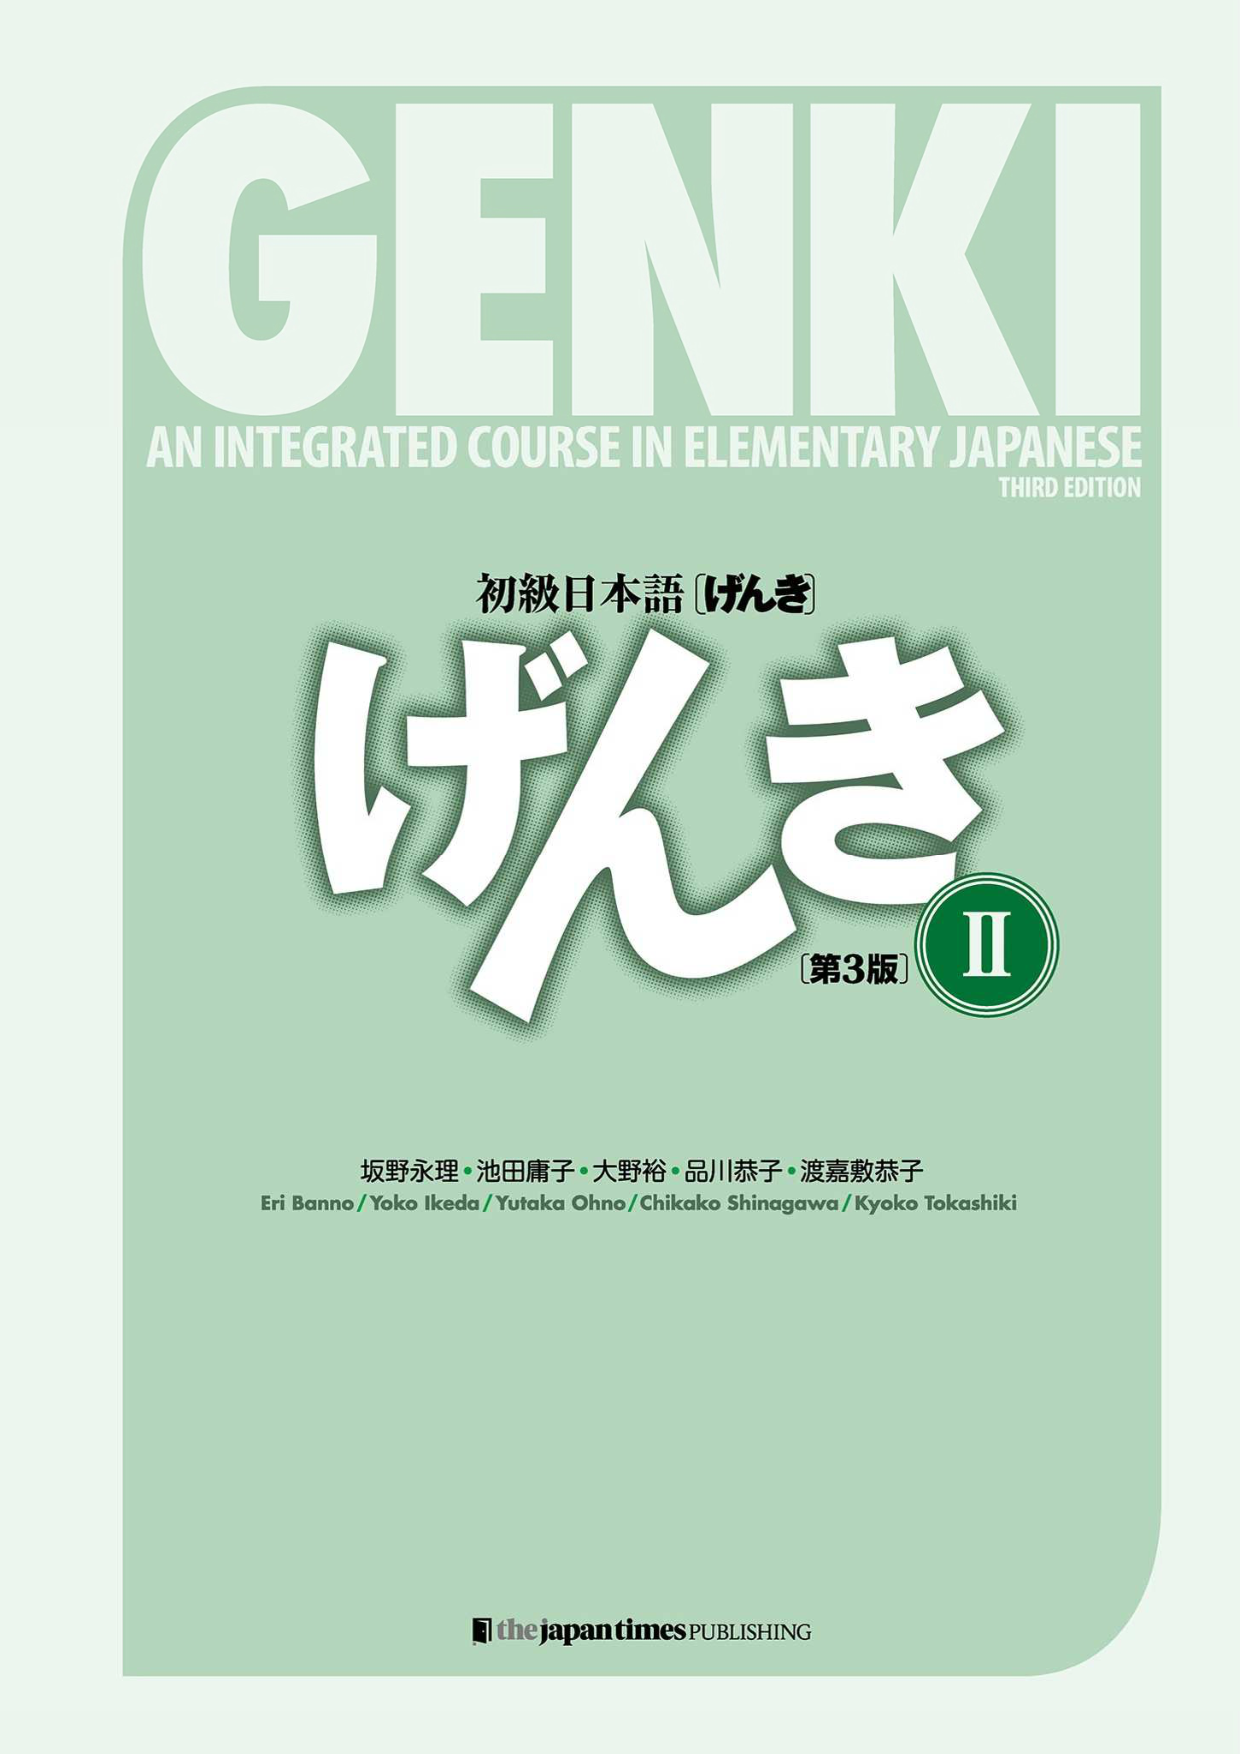 GENKI
AN INTEGRATED COURSE IN ELEMENTARY JAPANESE
THIRD EDITION
初級日本語［げんき］
げんき
II
［第3版］
坂野永理•池田庸子•大野裕•品川恭子•渡嘉敷恭子
Eri Banno/Yoko Ikeda/Yutaka Ohno/Chikako Shinagawa/Kyoko Tokashiki
the japan times PUBLISHING